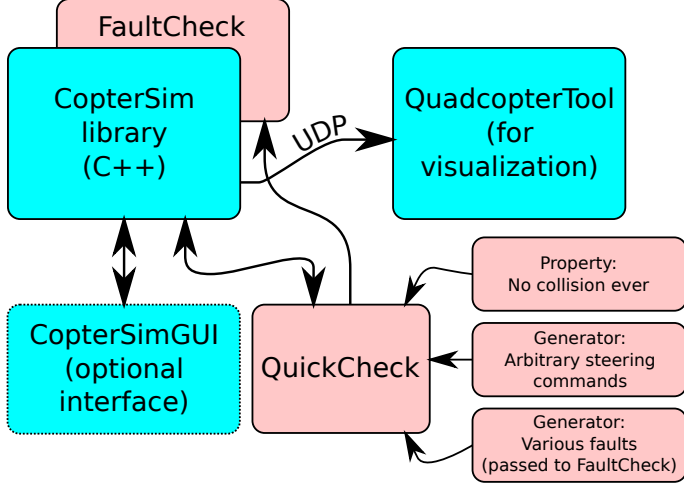 FaultCheck
CopterSim
library
(C++)
UDP
QuadcopterTool
(for
visualization)
CopterSimGUI
(optional
interface)
QuickCheck
Property:
No collision ever
Generator:
Arbitrary steering
commands
Generator:
Various faults
(passed to FaultCheck)